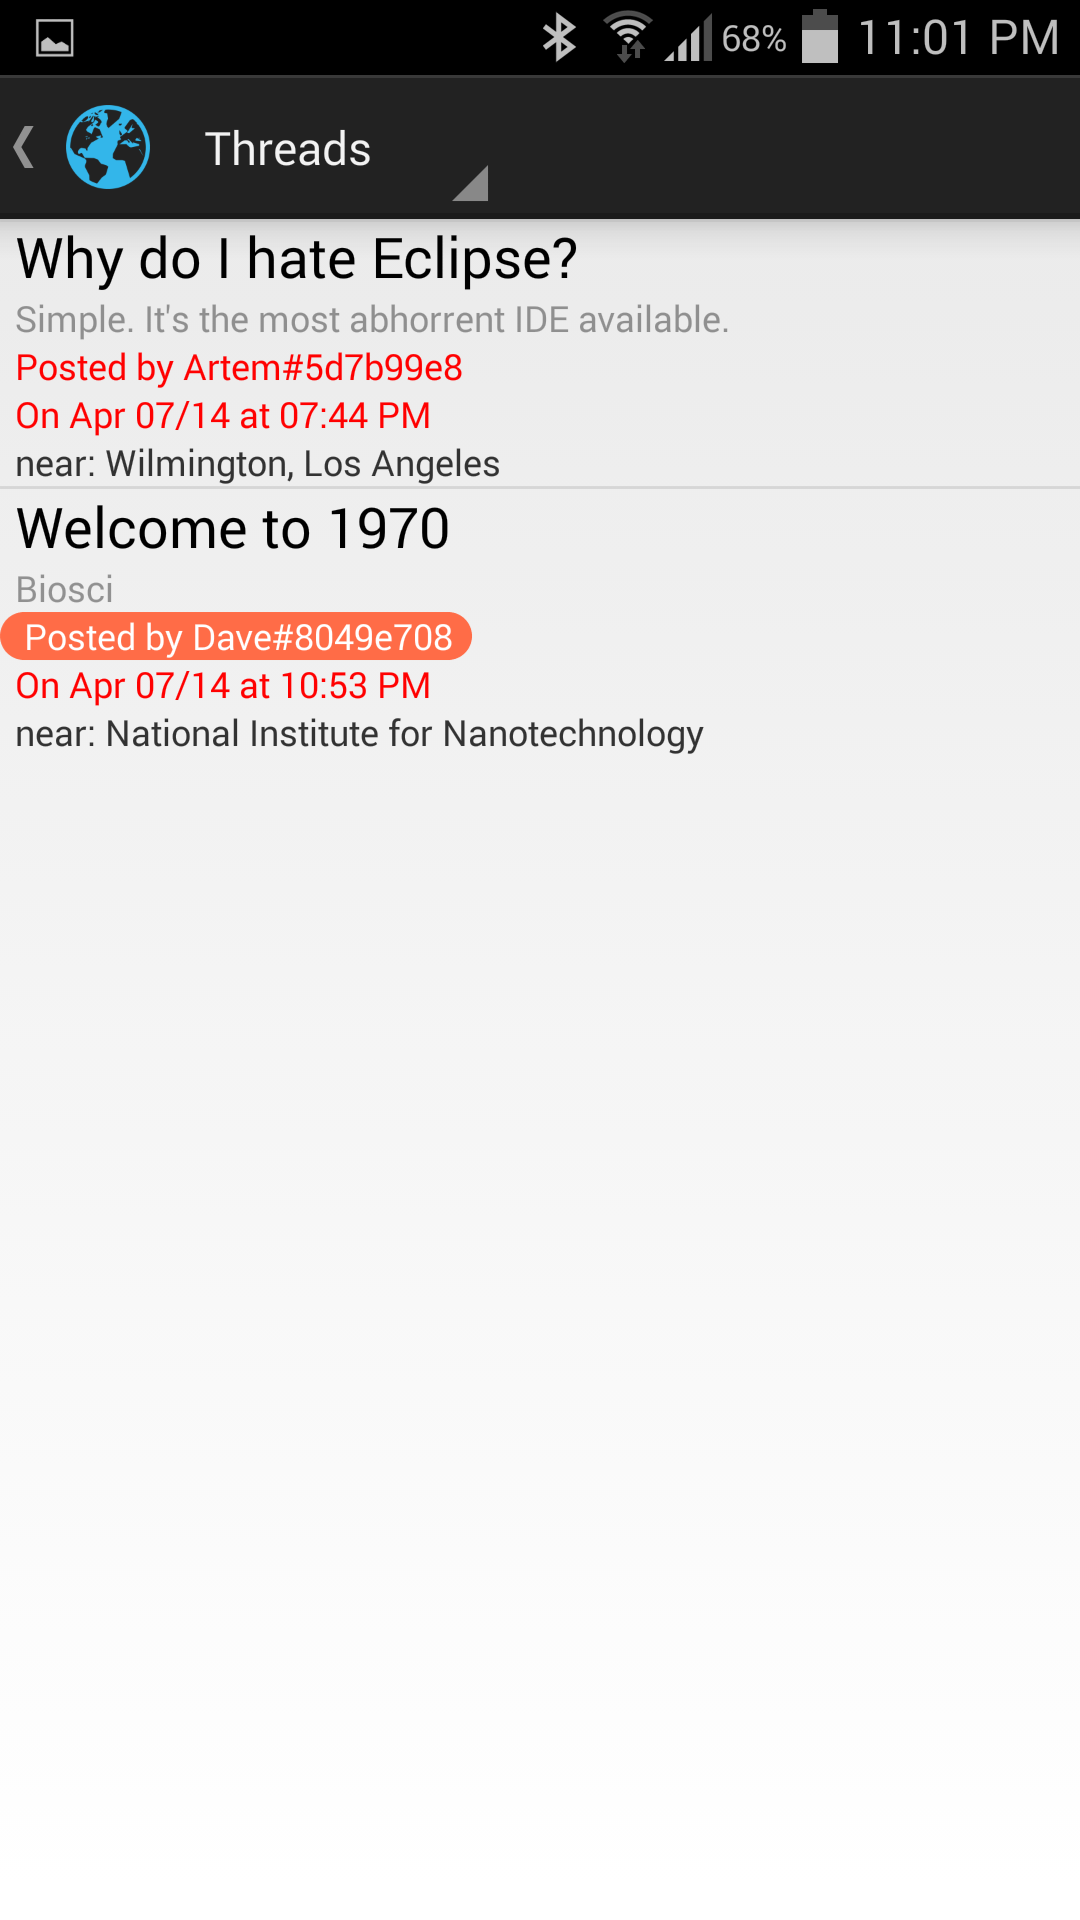 68% 11:01 PM
Threads
Why do I hate Eclipse?
Simple. It's the most abhorrent IDE available.
Posted by Artem#5d7b99e8
On Apr 07/14 at 07:44 PM
near: Wilmington, Los Angeles
Welcome to 1970
Biosci
Posted by Dave#8049e708
On Apr 07/14 at 10:53 PM
near: National Institute for Nanotechnology